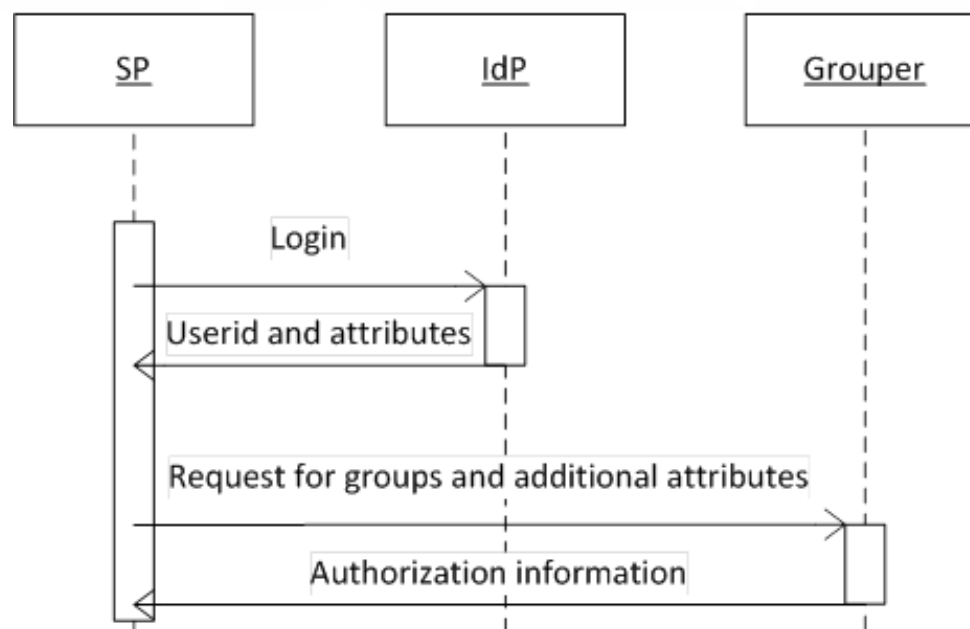 SP
IdP
Grouper
Login
Userid and attributes
Request for groups and additional attributes
Authorization information